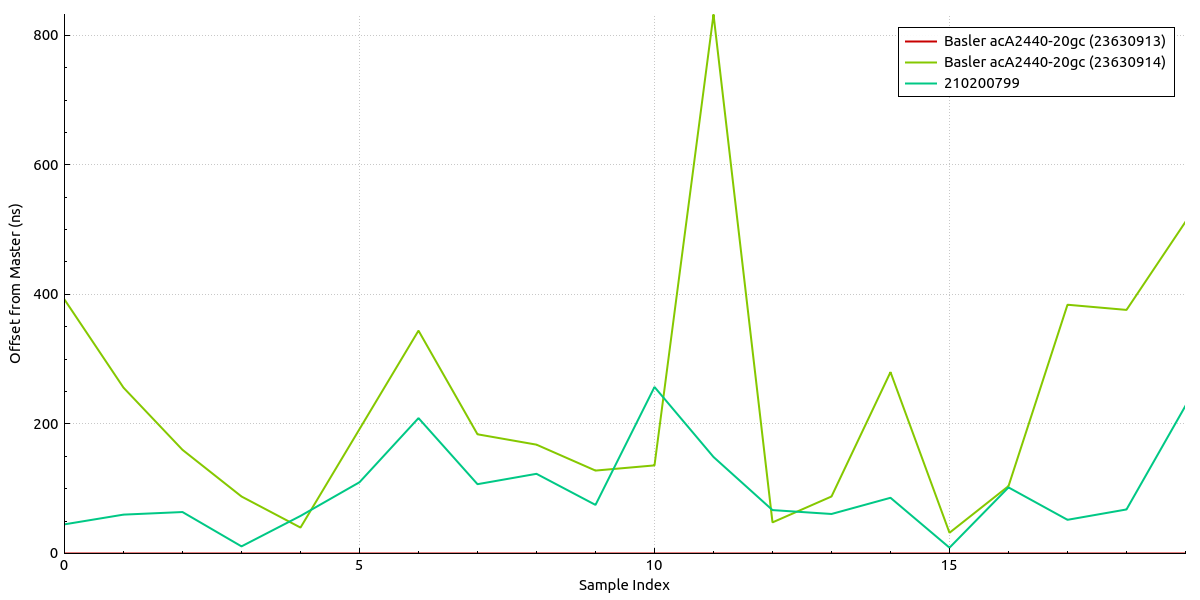 Basler acA2440-20gc (23630913)
Basler acA2440-20gc (23630914)
210200799
800
600
400
200
0
Offset from Master (ns)
0 5 10 15
Sample Index